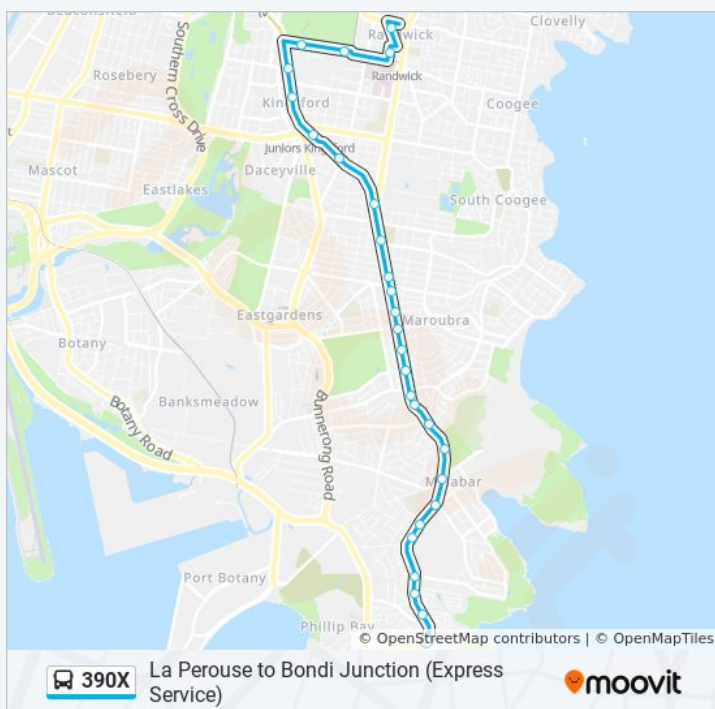 Beaconsfield
Randwick
Clovelly
Southern Cross Drive
Rosebery
Randwick
Kingsford
Coogee
Juniors Kingsford
Mascot
Daceyville
Eastlakes
South Coogee
Eastgardens
Maroubra
Botany
Banksmeadow
Botany Road
Bunnerong Road
Malabar
Port Botany
Phillip Bay
© OpenStreetMap contributors | © OpenMapTiles
390X
La Perouse to Bondi Junction (Express
Service)
moovit